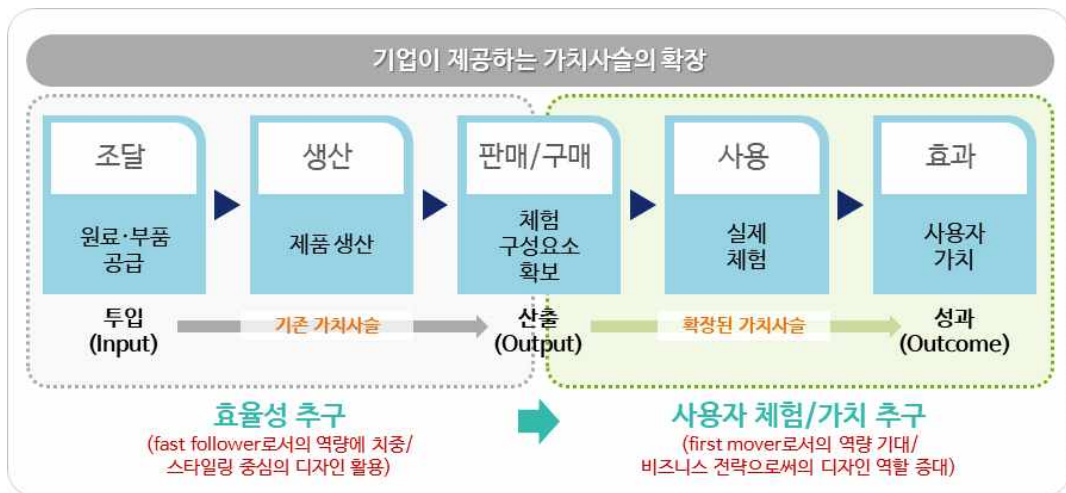 기업이 제공하는 가치사슬의 확장
조달
원료·부품
공급
생산
제품 생산
판매/구매
체험
구성요소
확보
사용
실제
체험
효과
사용자
가치
투입
(Input)
기존 가치사슬
산출
(Output)
확장된 가치사슬
성과
(Outcome)
효율성 추구
(fast follower로서의 역량에 치중/
스타일링 중심의 디자인 활용)
사용자 체험/가치 추구
(first mover로서의 역량 기대/
비즈니스 전략으로써의 디자인 역할 증대)